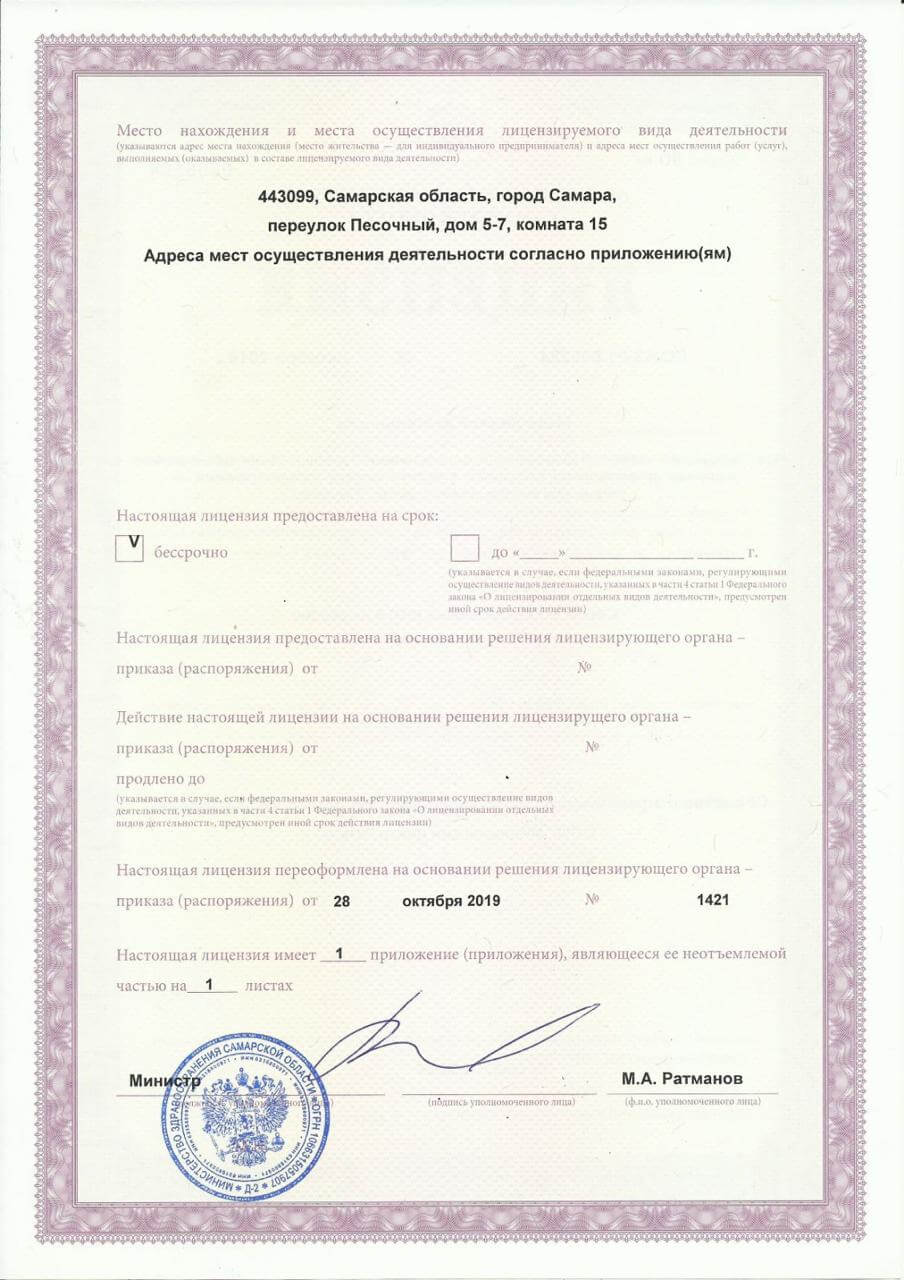 Место нахождения и места осуществления лицензируемого вида деятельности
(указываются адрес места нахождения (место жительства — для индивидуального предпринимателя) и адреса мест осуществления работ (услуг),
выполняемых (оказываемых) в составе лицензируемого вида деятельности)
443099, Самарская область, город Самара,
переулок Песочный, дом 5-7, комната 15
Адреса мест осуществления деятельности согласно приложению(ям)
Настоящая лицензия предоставлена на срок:
V бессрочно
до «_____» ________________ ______ г.
(указывается в случае, если федеральными законами, регулирующими
осуществление видов деятельности, указанных в части 4 статьи 1 Федерального
закона «О лицензировании отдельных видов деятельности», предусмотрен
иной срок действия лицензии)
Настоящая лицензия предоставлена на основании решения лицензирующего органа –
приказа (распоряжения) от №
Действие настоящей лицензии на основании решения лицензирущего органа –
приказа (распоряжения) от №
продлено до
(указывается в случае, если федеральными законами, регулирующими осуществление видов
деятельности, указанных в части 4 статьи 1 Федерального закона «О лицензировании отдельных
видов деятельности», предусмотрен иной срок действия лицензии)
Настоящая лицензия переоформлена на основании решения лицензирующего органа –
приказа (распоряжения) от 28 октября 2019 № 1421
Настоящая лицензия имеет 1 приложение (приложения), являющееся ее неотъемлемой
частью на 1 листах
Министр
М.А. Ратманов
(подпись уполномоченного лица)
(ф.и.о. уполномоченного лица)
МИНИСТЕРСТВО ЗДРАВООХРАНЕНИЯ САМАРСКОЙ ОБЛАСТИ * ОГРН 1066315057907 * Д-2 *